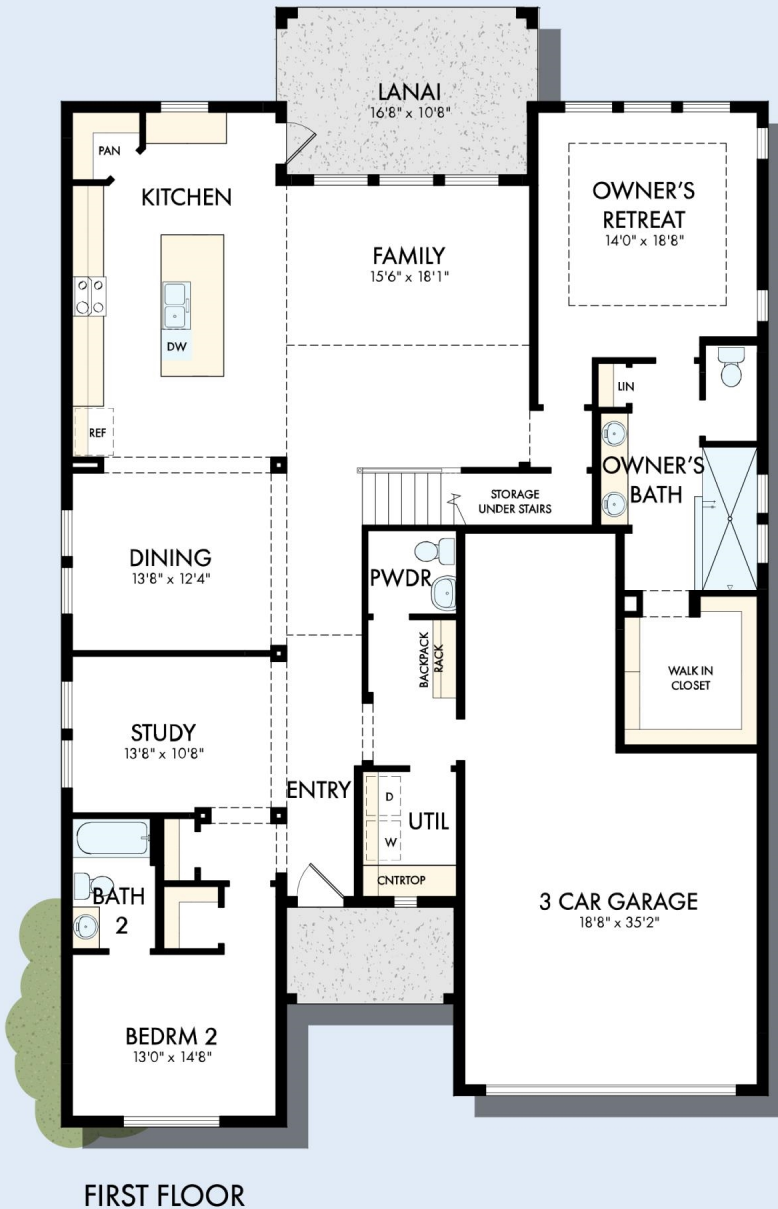 LANAI
16'8" x 10'8"
PAN
KITCHEN
OWNER'S
RETREAT
14'0" x 18'8"
FAMILY
15'6" x 18'1"
DW
LIN
REF
OWNER'S
BATH
STORAGE
UNDER STAIRS
DINING
13'8" x 12'4"
PWDR
BACKPACK
RACK
WALK IN
CLOSET
STUDY
13'8" x 10'8"
ENTRY
D
UTIL
W
CNTRTOP
BATH
2
3 CAR GARAGE
18'8" x 35'2"
BEDRM 2
13'0" x 14'8"
FIRST FLOOR